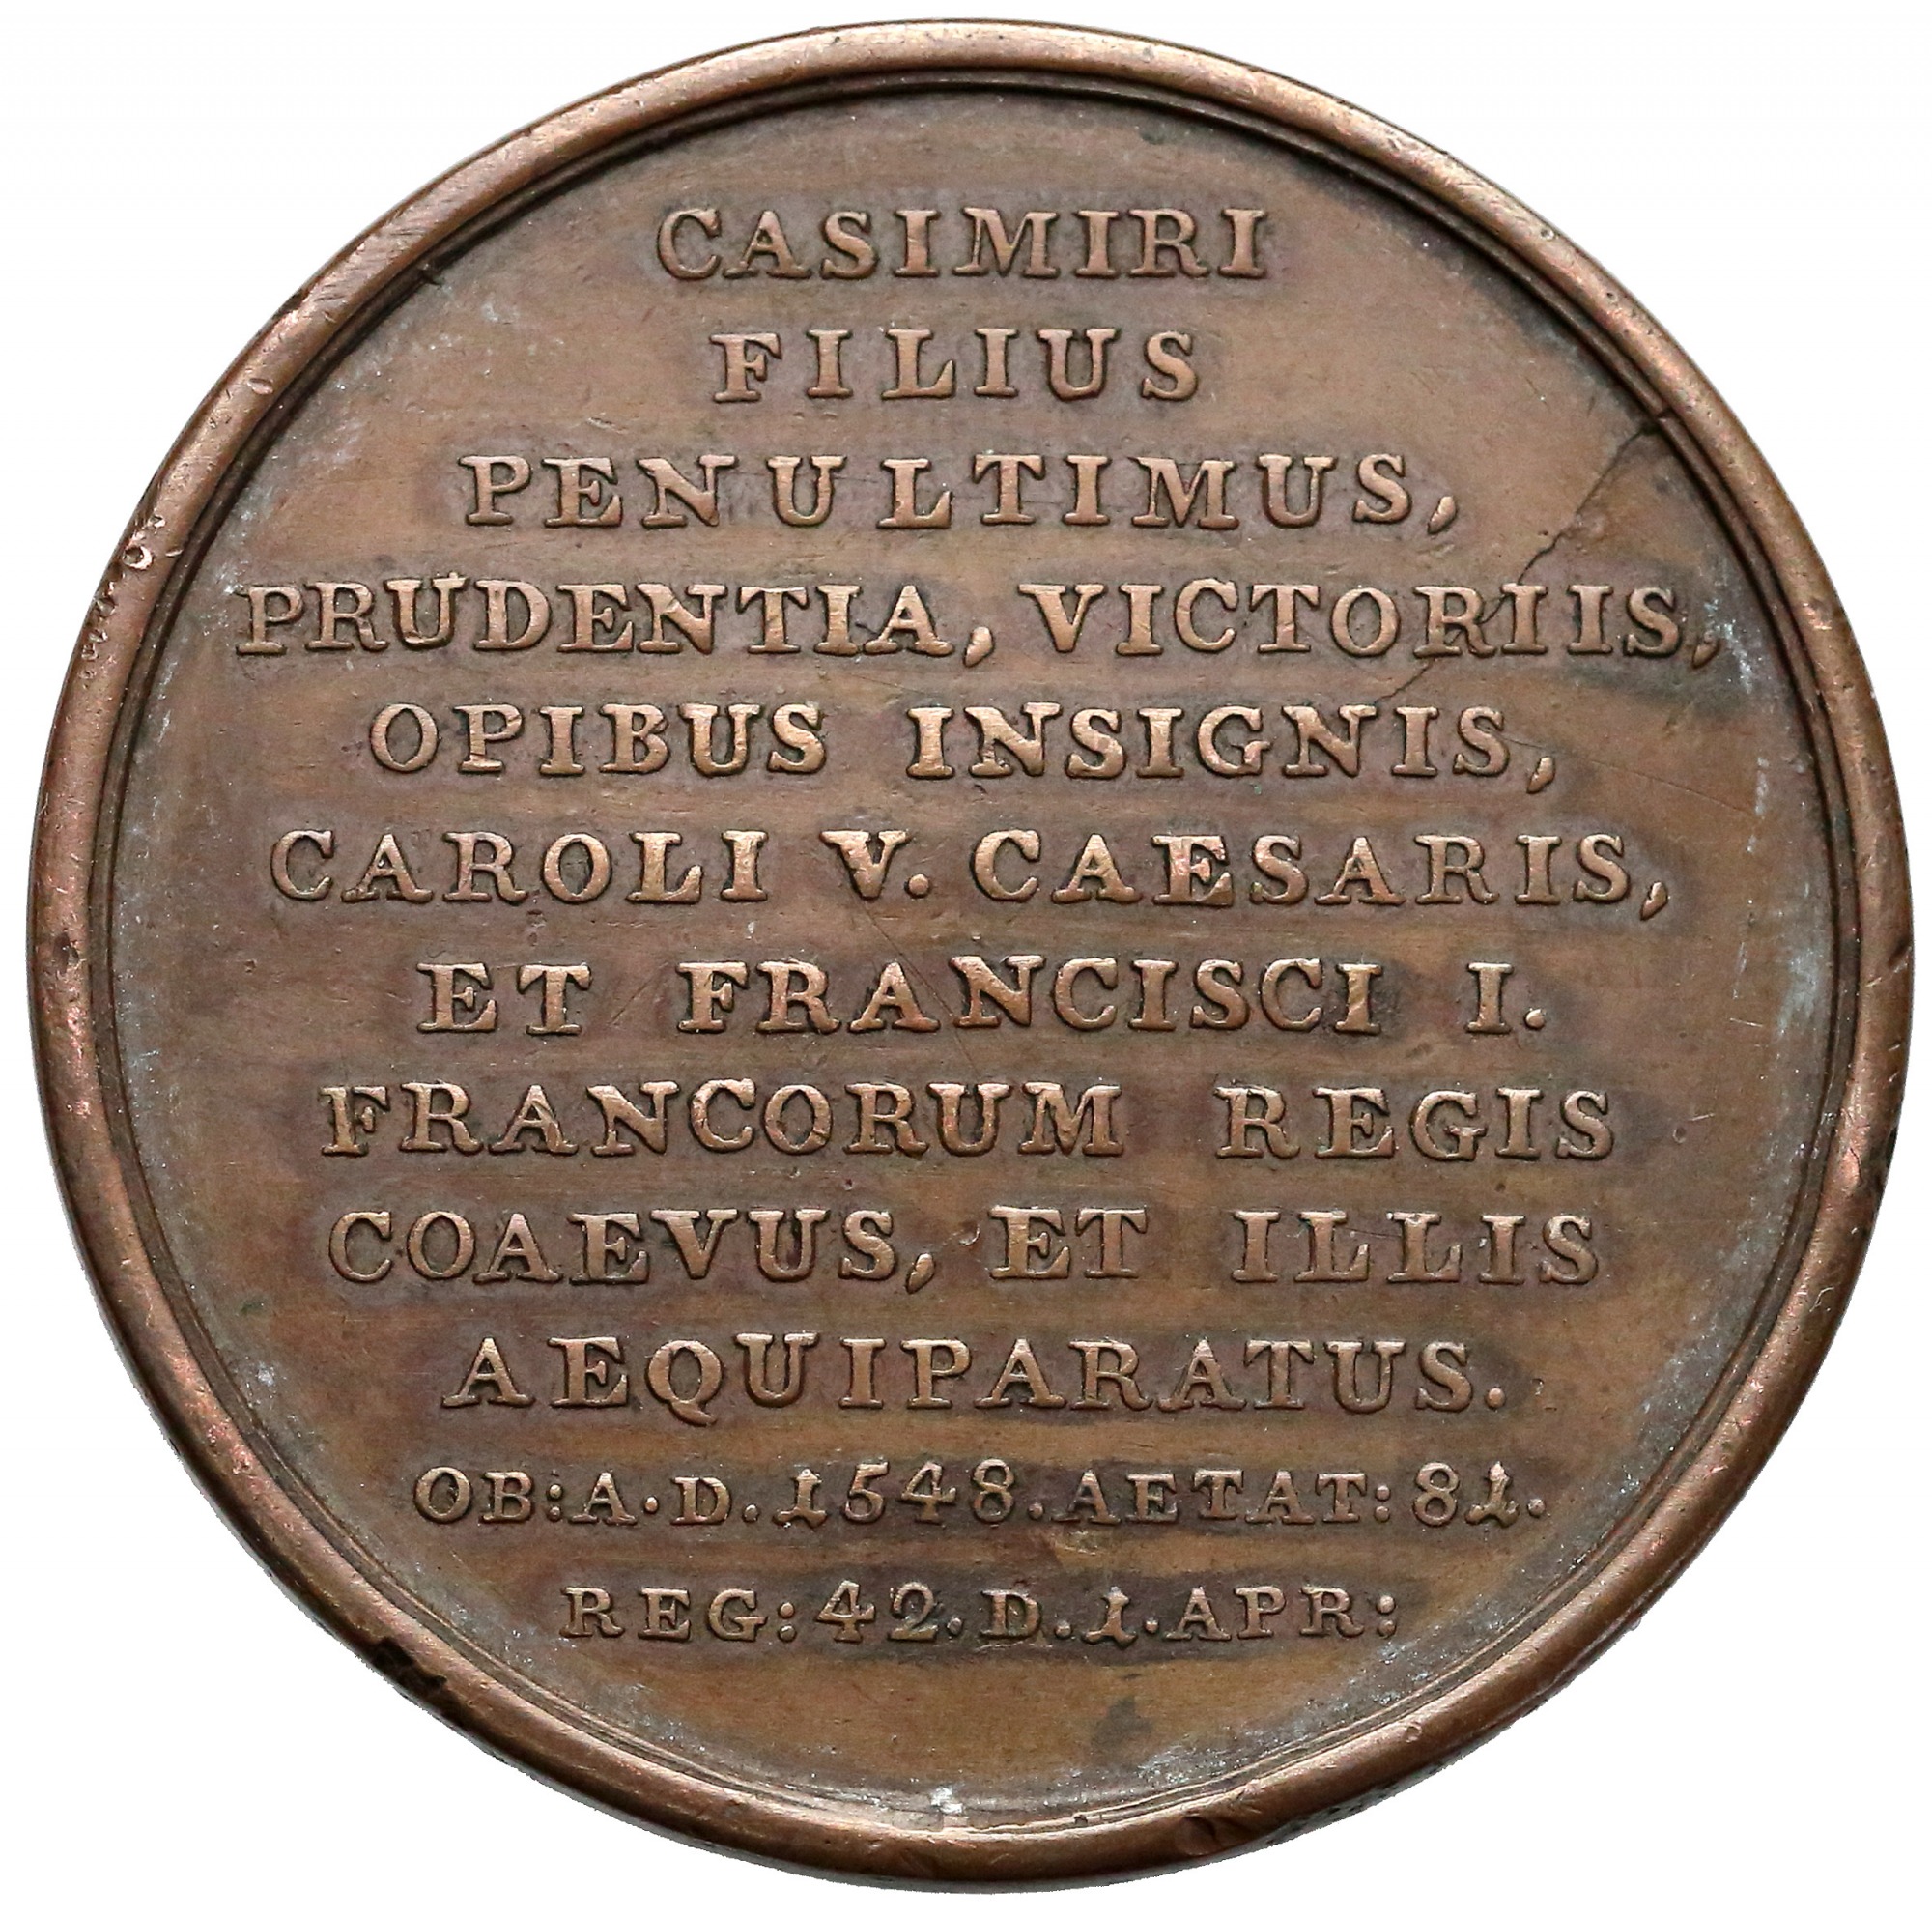 CASIMIRI
FILIUS
PENULTIMUS,
PRUDENTIA, VICTORIIS,
OPIBUS INSIGNIS,
CAROLI V. CAESARIS,
ET FRANCISCI I.
FRANCORUM REGIS
COAEVUS, ET ILLIS
AEQUIPARATUS.
OB:A.D.1548.AETAT:81.
REG:42.D.1.APR: